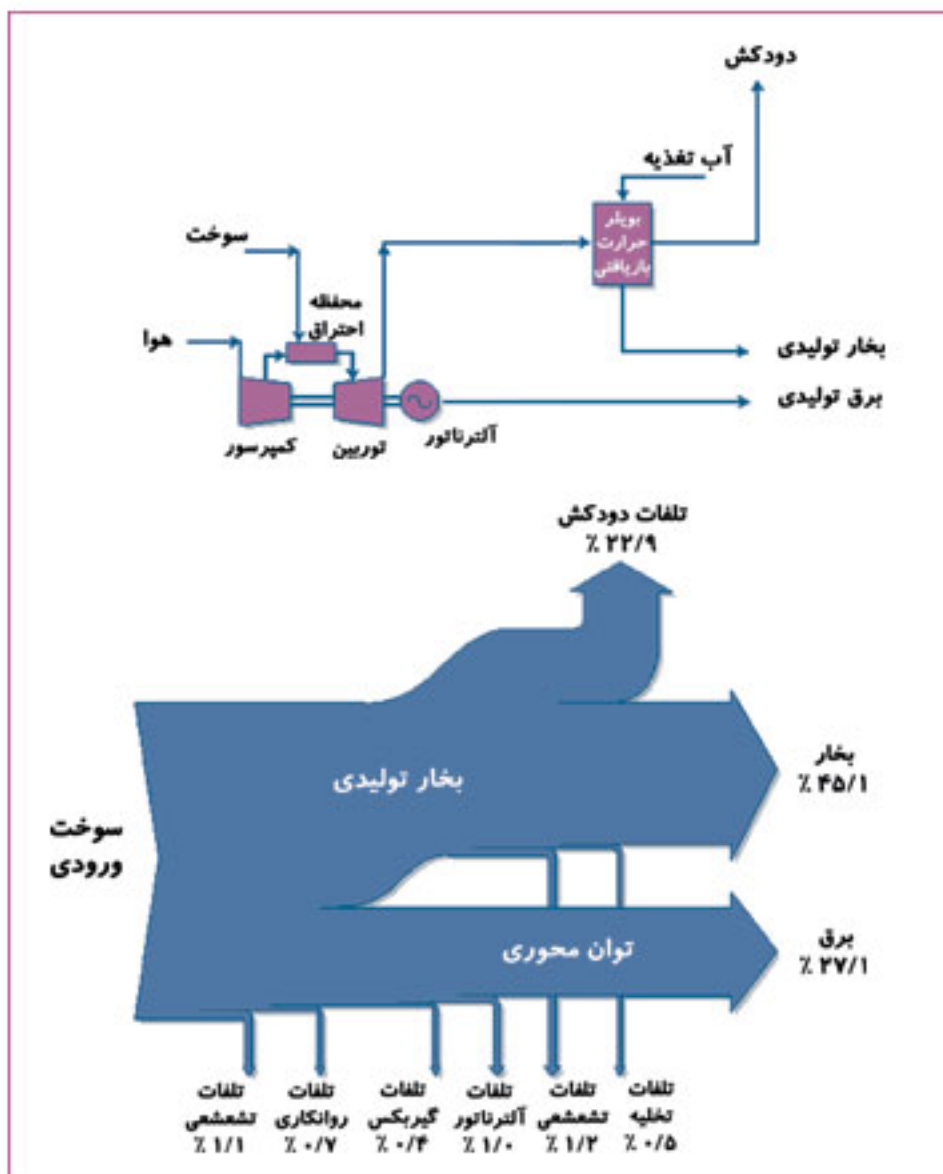 دودکش
آب تغذیه
بویلر
حرارت
بازیافتی
سوخت
محفظه
احتراق
هوا
بخار تولیدی
برق تولیدی
آلترناتور
توربین
کمپرسور
تلفات دودکش
٪ ۲۲/۹
بخار تولیدی
بخار
٪ ۴۵/۱
سوخت
ورودی
توان محوری
برق
٪ ۲۷/۱
تلفات
تشعشعی
٪ ۱/۱
تلفات
روانکاری
٪ ۰/۷
تلفات
گیربکس
٪ ۰/۴
تلفات
آلترناتور
٪ ۱/۰
تلفات
تشعشعی
٪ ۱/۲
تلفات
تخلیه
٪ ۰/۵